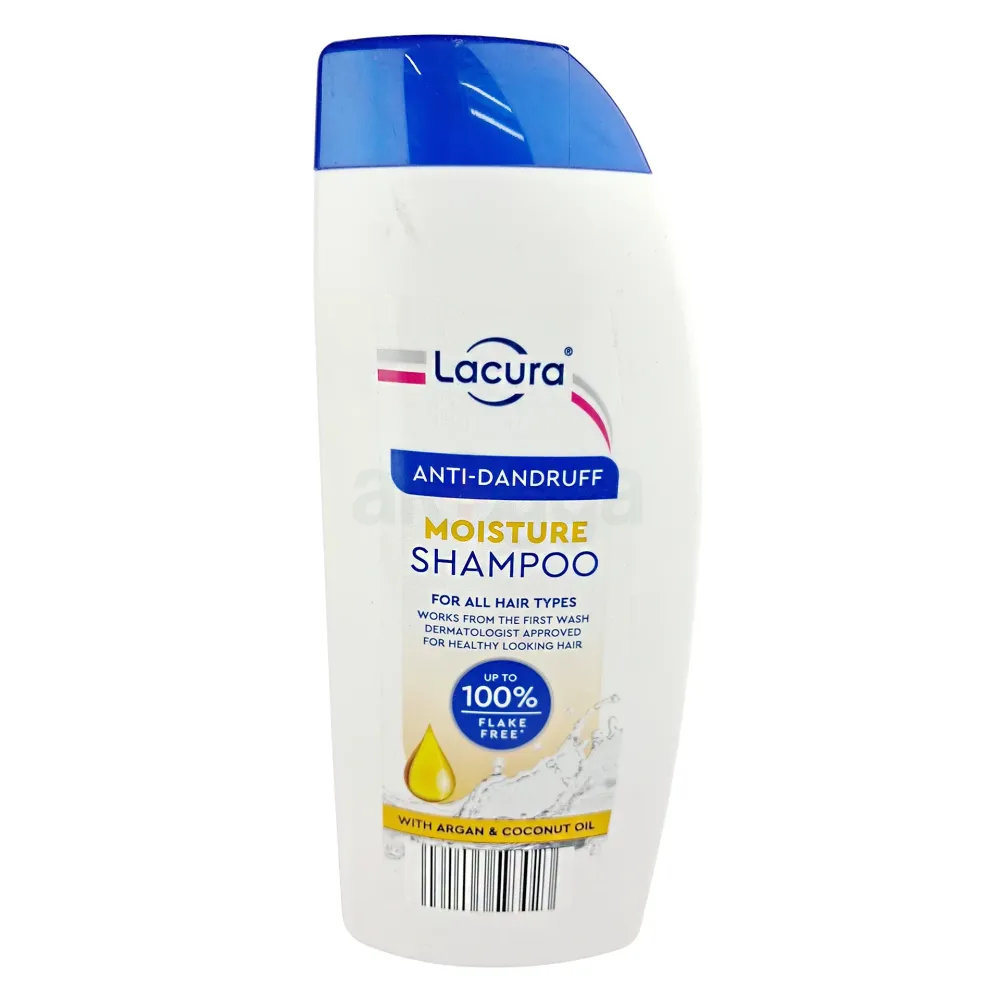 Lacura®
ANTI-DANDRUFF
MOISTURE
SHAMPOO
FOR ALL HAIR TYPES
WORKS FROM THE FIRST WASH
DERMATOLOGIST APPROVED
FOR HEALTHY LOOKING HAIR
UP TO
100%
FLAKE
FREE*
WITH ARGAN & COCONUT OIL